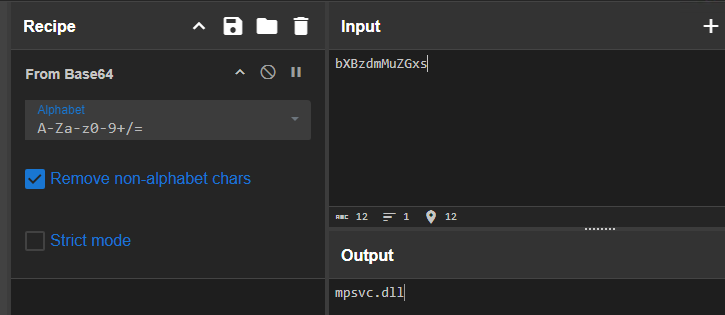 Recipe
From Base64
Alphabet
A-Za-z0-9+/=
Remove non-alphabet chars
Strict mode
Input
bXBzdmMuZGxs
ABC 12 1 12
Output
mpsvc.dll